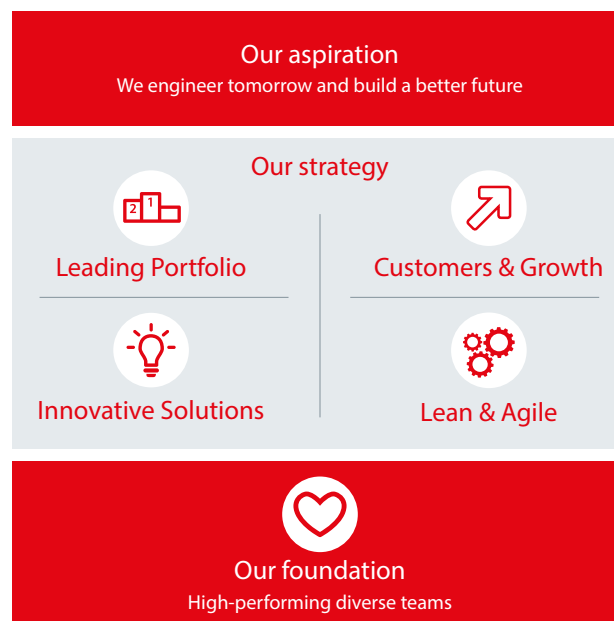 Our aspiration
We engineer tomorrow and build a better future
Our strategy
2 1
Leading Portfolio
Customers & Growth
Innovative Solutions
Lean & Agile
Our foundation
High-performing diverse teams